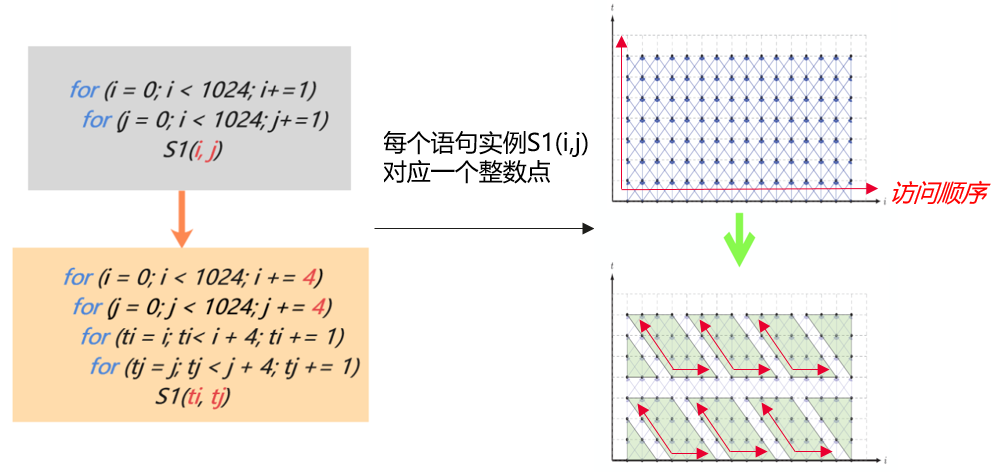 for (i = 0; i < 1024; i+=1)
for (j = 0; i < 1024; j+=1)
S1(i, j)
for (i = 0; i < 1024; i += 4)
for (j = 0; j < 1024; j += 4)
for (ti = i; ti< i + 4; ti += 1)
for (tj = j; tj < j + 4; tj += 1)
S1(ti, tj)
每个语句实例S1(i,j)
对应一个整数点
t
i
访问顺序
t
i